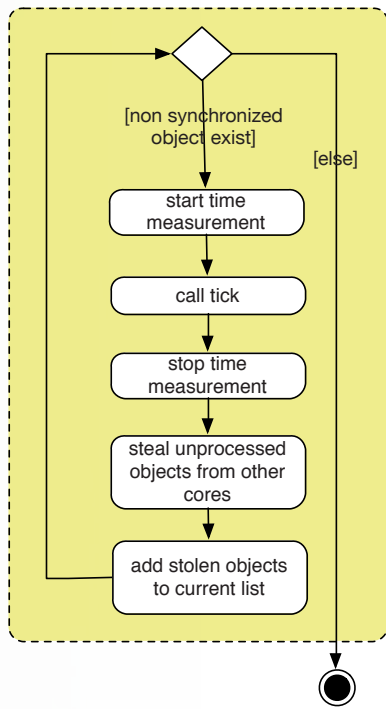 [non synchronized
object exist]
[else]
start time
measurement
call tick
stop time
measurement
steal unprocessed
objects from other
cores
add stolen objects
to current list